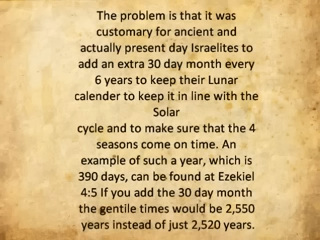 The problem is that it was
customary for ancient and
actually present day Israelites to
add an extra 30 day month every
6 years to keep their Lunar
calender to keep it in line with the
Solar
cycle and to make sure that the 4
seasons come on time. An
example of such a year, which is
390 days, can be found at Ezekiel
4:5 If you add the 30 day month
the gentile times would be 2,550
years instead of just 2,520 years.